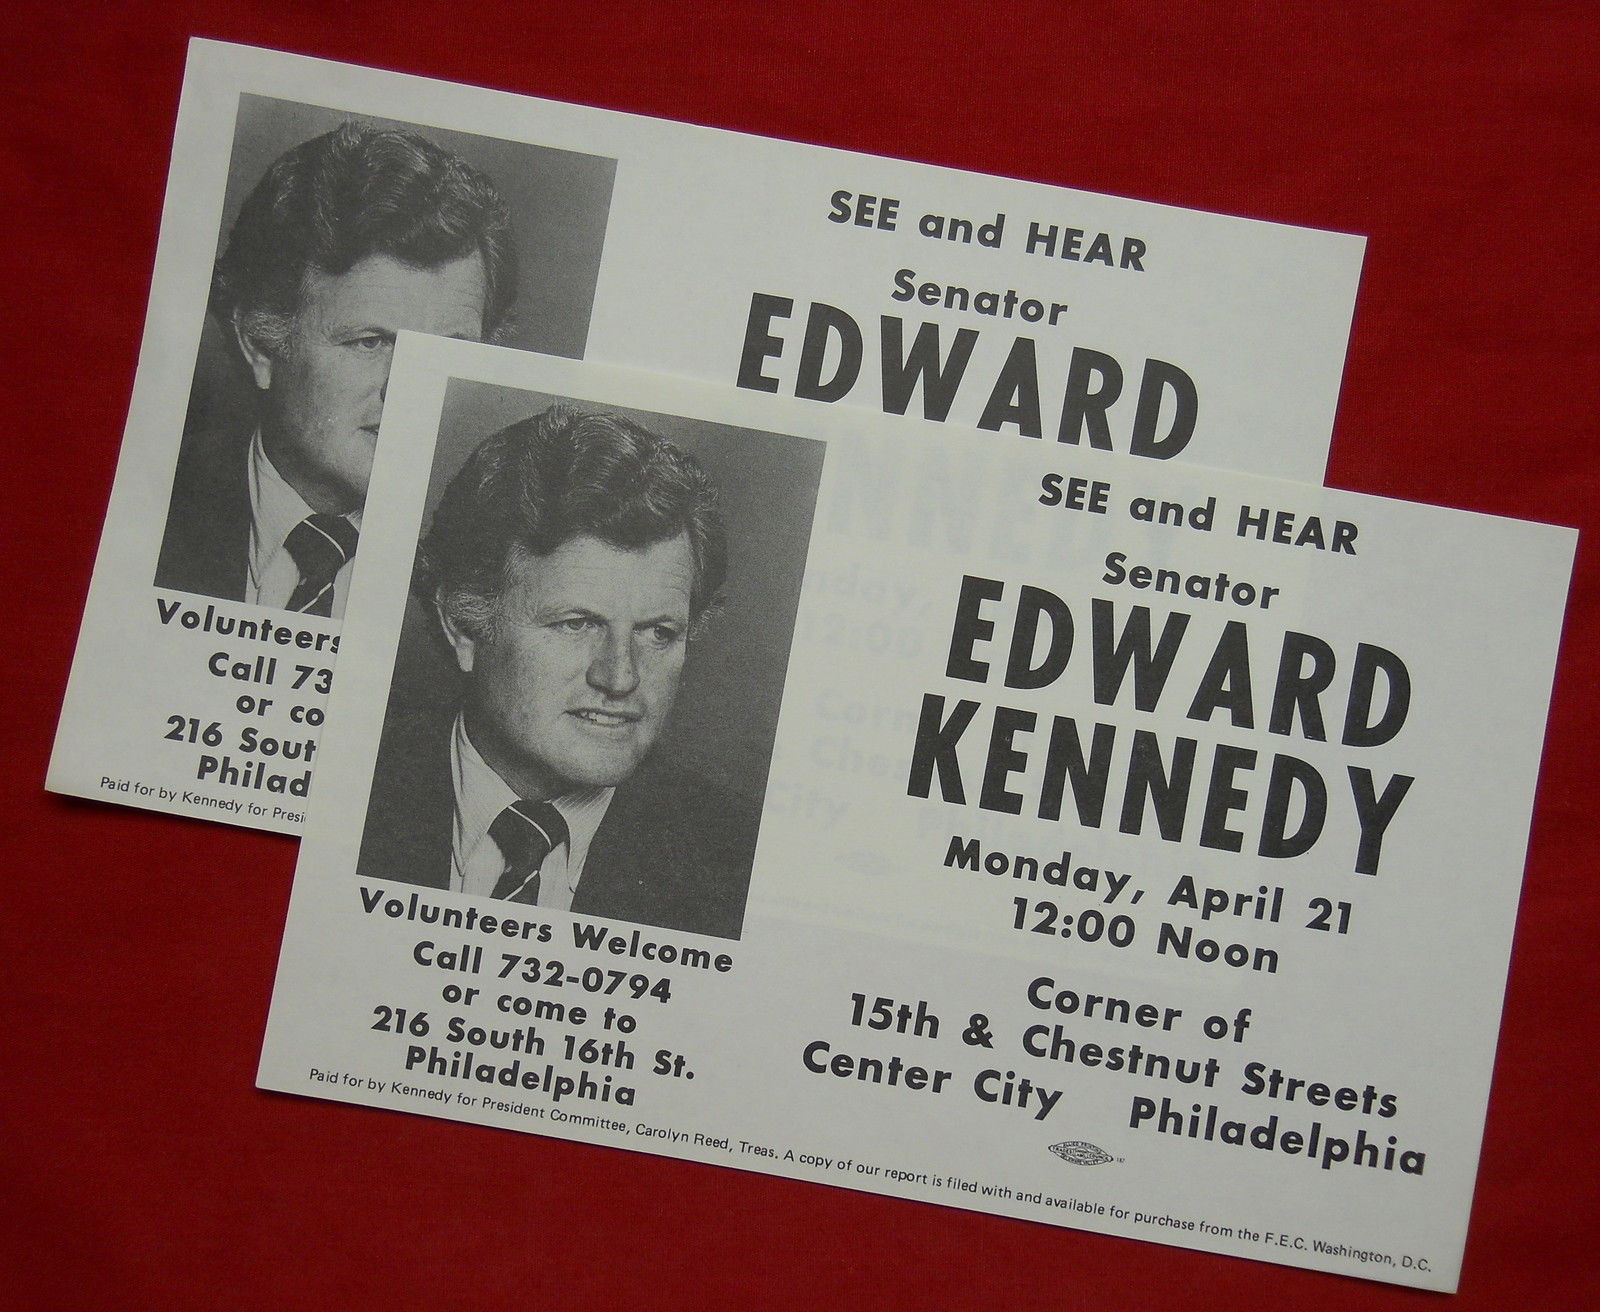 SEE and HEAR
Senator
EDWARD
Volunteers
Call 73
or co
216 Sout
Philad
Paid for by Kennedy for Presi
SEE and HEAR
Senator
EDWARD
KENNEDY
Monday, April 21
12:00 Noon
Corner of
15th & Chestnut Streets
Center City Philadelphia
Volunteers Welcome
Call 732-0794
or come to
216 South 16th St.
Philadelphia
Paid for by Kennedy for President Committee, Carolyn Reed, Treas. A copy of our report is filed with and available for purchase from the F.E.C. Washington, D.C.